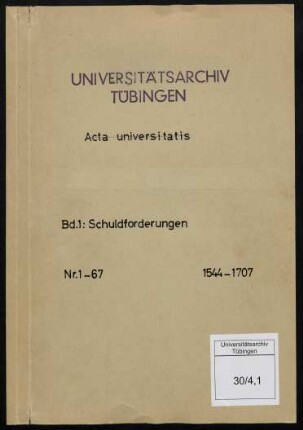 UNIVERSITÄTSARCHIV
TÜBINGEN
Acta universitatis
Bd.1: Schuldforderungen
Nr.1-67 1544-1707
Universitätsarchiv
Tübingen
30/4,1